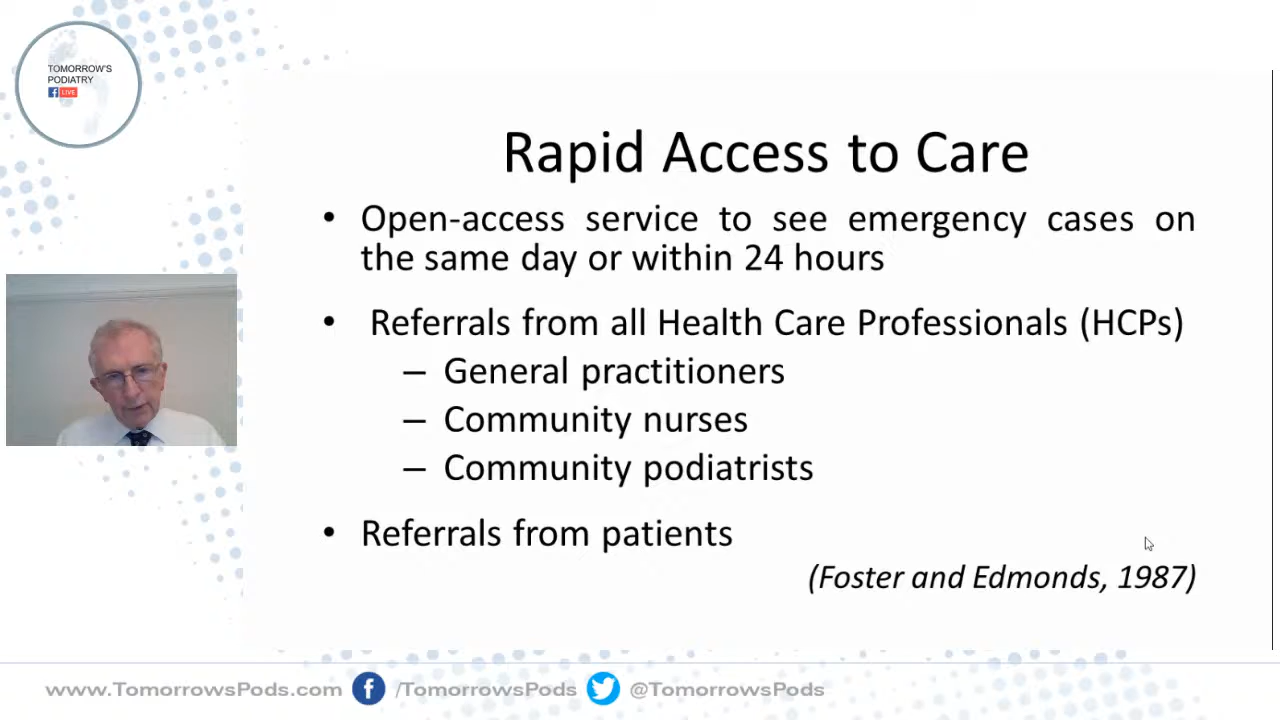 TOMORROW'S
PODIATRY
f LIVE
Rapid Access to Care
• Open-access service to see emergency cases on
the same day or within 24 hours
• Referrals from all Health Care Professionals (HCPs)
– General practitioners
– Community nurses
– Community podiatrists
• Referrals from patients
(Foster and Edmonds, 1987)
www.TomorrowsPods.com f /TomorrowsPods @TomorrowsPods